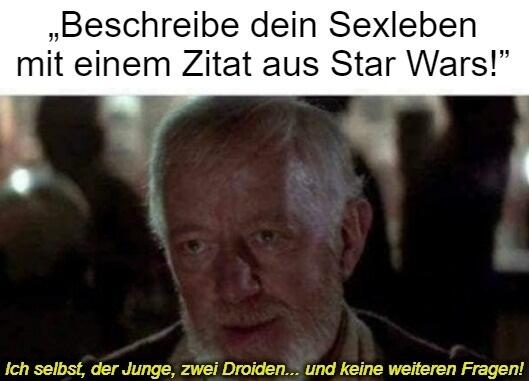 „Beschreibe dein Sexleben
mit einem Zitat aus Star Wars!”
Ich selbst, der Junge, zwei Droiden... und keine weiteren Fragen!